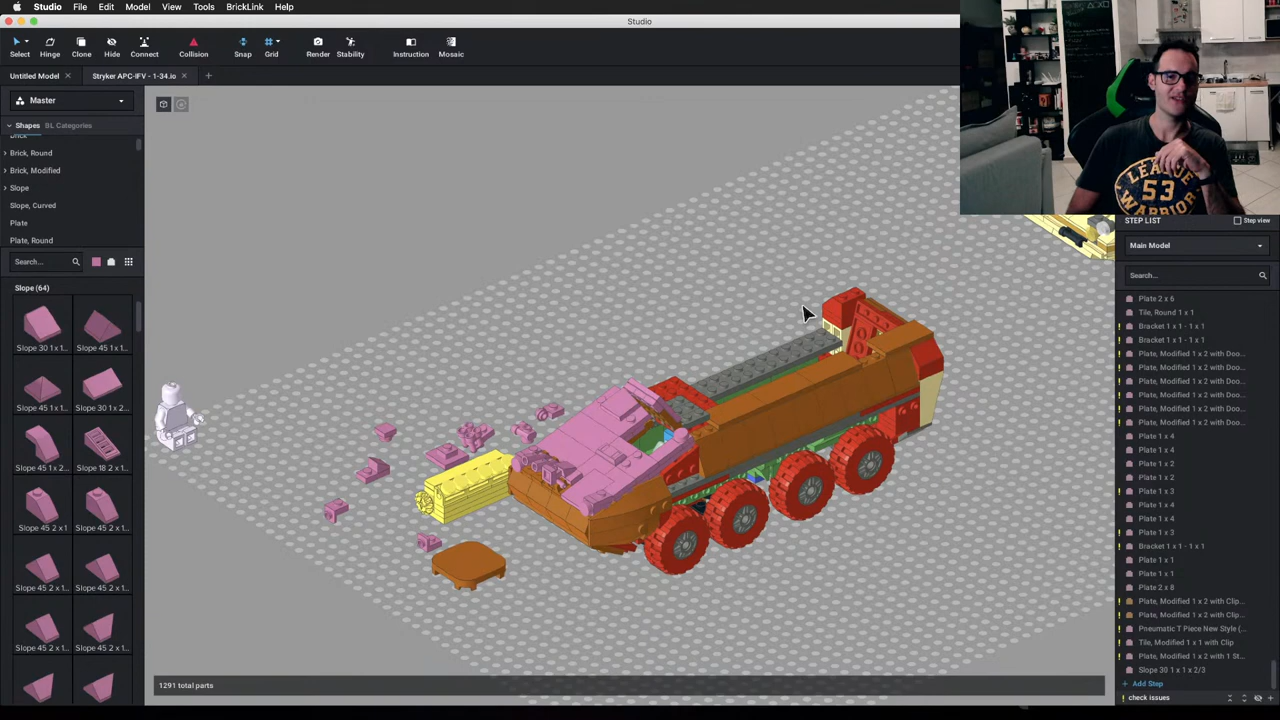 Studio File Edit Model View Tools BrickLink Help
Studio
Select Hinge Clone Hide Connect Collision Snap Grid Render Stability Instruction Mosaic
Untitled Model Stryker APC-IFV - 1-34.io
Master
Shapes BL Categories
Brick
Brick, Round
Brick, Modified
Slope
Slope, Curved
Plate
Plate, Round
Search...
Slope (64)
Slope 30 1 x 1... Slope 45 1 x...
Slope 45 1 x... Slope 30 1 x 2...
Slope 45 1 x 2... Slope 18 2 x 1...
Slope 45 2 x 1 Slope 45 2 x 1...
Slope 45 2 x 1... Slope 45 2 x 1...
Slope 45 2 x 1... Slope 45 2 x 1...
1291 total parts
LEAGUE
53
WARRIOR
STEP LIST Step view
Main Model
Search...
Plate 2 x 6
Tile, Round 1 x 1
Bracket 1 x 1 - 1 x 1
Bracket 1 x 1 - 1 x 1
Plate, Modified 1 x 2 with Doo...
Plate, Modified 1 x 2 with Doo...
Plate, Modified 1 x 2 with Doo...
Plate, Modified 1 x 2 with Doo...
Plate, Modified 1 x 2 with Doo...
Plate, Modified 1 x 2 with Doo...
Plate 1 x 4
Plate 1 x 4
Plate 1 x 2
Plate 1 x 2
Plate 1 x 3
Plate 1 x 4
Plate 1 x 4
Plate 1 x 3
Bracket 1 x 1 - 1 x 1
Plate 1 x 1
Plate 1 x 1
Plate 2 x 8
Plate, Modified 1 x 2 with Clip...
Plate, Modified 1 x 2 with Clip...
Pneumatic T Piece New Style (...
Tile, Modified 1 x 1 with Clip
Plate, Modified 1 x 2 with 1 St...
Slope 30 1 x 1 x 2/3
+ Add Step
check issues